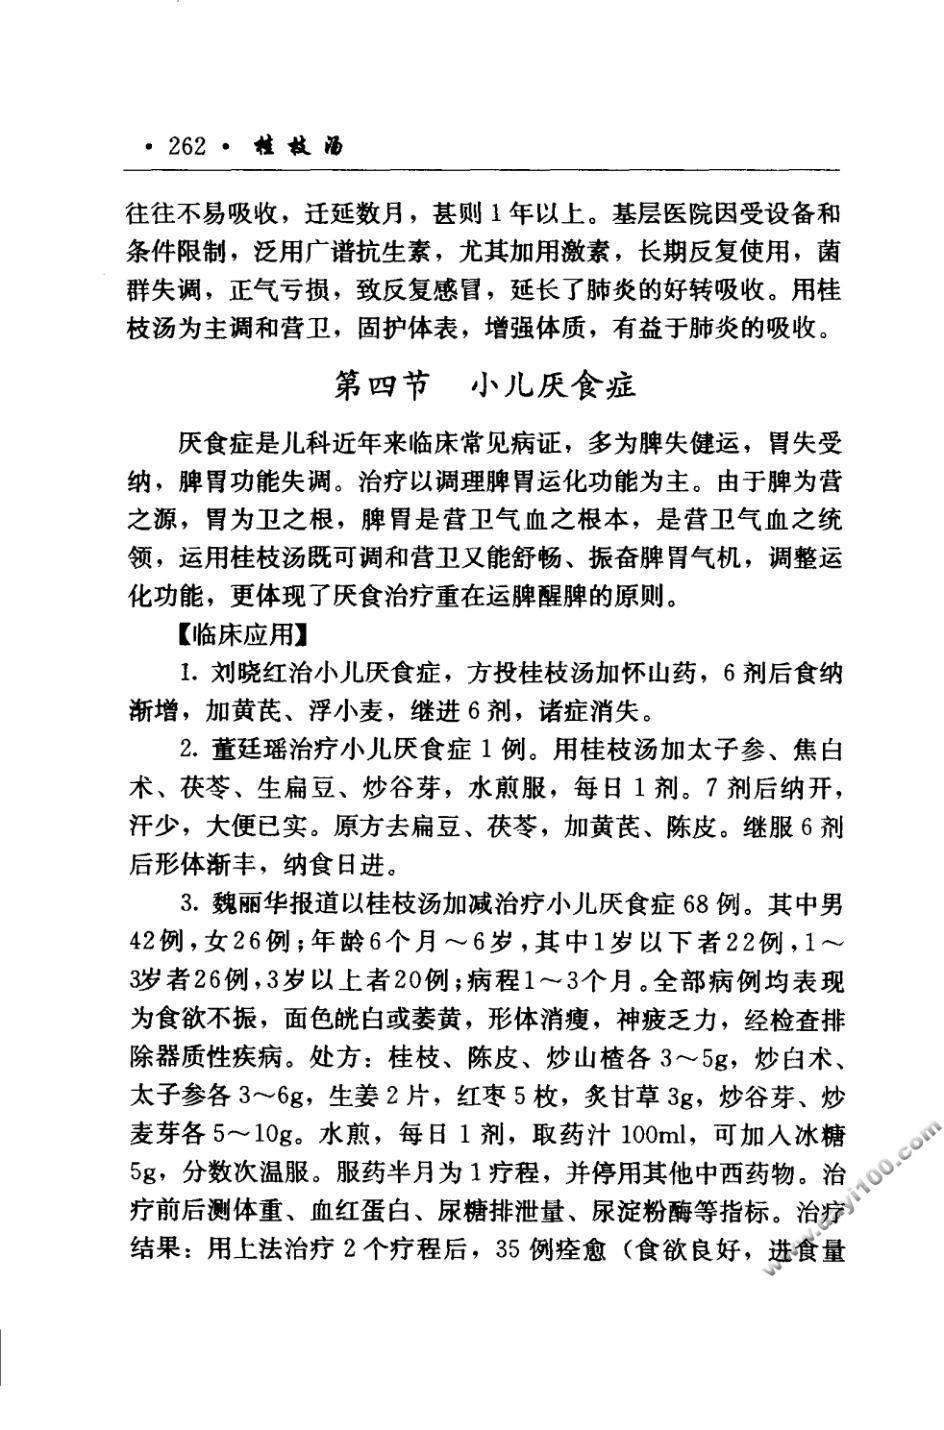 · 262 · 桂枝汤
往往不易吸收，迁延数月，甚则 1 年以上。基层医院因受设备和
条件限制，泛用广谱抗生素，尤其加用激素，长期反复使用，菌
群失调，正气亏损，致反复感冒，延长了肺炎的好转吸收。用桂
枝汤为主调和营卫，固护体表，增强体质，有益于肺炎的吸收。
第四节 小儿厌食症
厌食症是儿科近年来临床常见病证，多为脾失健运，胃失受
纳，脾胃功能失调。治疗以调理脾胃运化功能为主。由于脾为营
之源，胃为卫之根，脾胃是营卫气血之根本，是营卫气血之统
领，运用桂枝汤既可调和营卫又能舒畅、振奋脾胃气机，调整运
化功能，更体现了厌食治疗重在运脾醒脾的原则。
【临床应用】
1. 刘晓红治小儿厌食症，方投桂枝汤加怀山药，6 剂后食纳
渐增，加黄芪、浮小麦，继进 6 剂，诸症消失。
2. 董廷瑶治疗小儿厌食症 1 例。用桂枝汤加太子参、焦白
术、茯苓、生扁豆、炒谷芽，水煎服，每日 1 剂。7 剂后纳开，
汗少，大便已实。原方去扁豆、茯苓，加黄芪、陈皮。继服 6 剂
后形体渐丰，纳食日进。
3. 魏丽华报道以桂枝汤加减治疗小儿厌食症 68 例。其中男
42例，女26例；年龄6个月～6岁，其中1岁以下者22例，1～
3岁者26例，3岁以上者20例；病程1～3个月。全部病例均表现
为食欲不振，面色㿠白或萎黄，形体消瘦，神疲乏力，经检查排
除器质性疾病。处方：桂枝、陈皮、炒山楂各 3～5g，炒白术、
太子参各 3～6g，生姜 2 片，红枣 5 枚，炙甘草 3g，炒谷芽、炒
麦芽各 5～10g。水煎，每日 1 剂，取药汁 100ml，可加入冰糖
5g，分数次温服。服药半月为 1 疗程，并停用其他中西药物。治
疗前后测体重、血红蛋白、尿糖排泄量、尿淀粉酶等指标。治疗
结果：用上法治疗 2 个疗程后，35 例痊愈（食欲良好，进食量